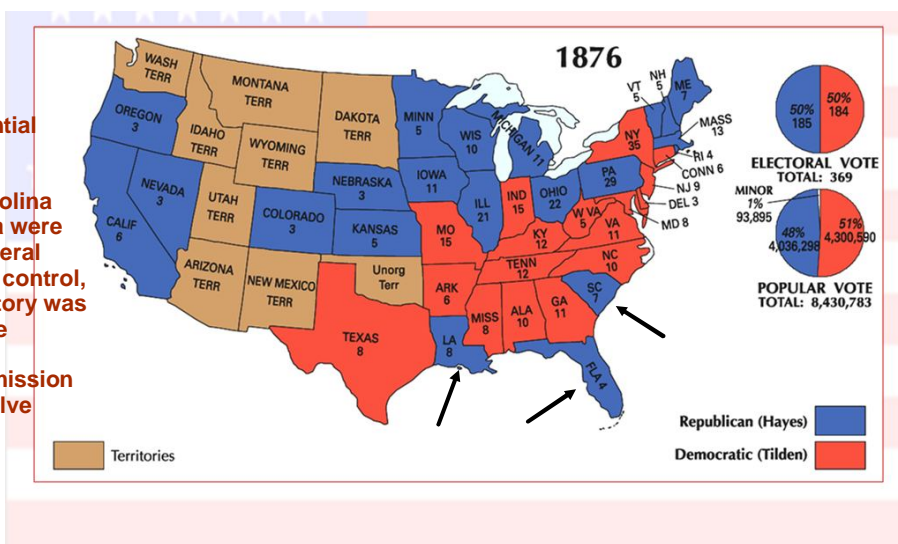 ntial
olina
a were
eral
control,
tory was
e
mission
lve
1876
WASH
TERR
OREGON
3
CALIF
6
NEVADA
3
IDAHO
TERR
MONTANA
TERR
WYOMING
TERR
UTAH
TERR
ARIZONA
TERR
COLORADO
3
NEW MEXICO
TERR
DAKOTA
TERR
NEBRASKA
3
KANSAS
5
Unorg
Terr
TEXAS
8
MINN
5
IOWA
11
MO
15
ARK
6
LA
8
WIS
10
ILL
21
MICHIGAN 11
IND
15
OHIO
22
KY
12
TENN
12
MISS
8
ALA
10
GA
11
FLA 4
SC
7
NC
10
VA
11
W VA
5
PA
29
NY
35
VT
5
NH
5
ME
7
MASS
13
RI 4
CONN 6
NJ 9
DEL 3
MD 8
50%
185
50%
184
ELECTORAL VOTE
TOTAL: 369
MINOR
1%
93,895
48%
4,036,298
51%
4,300,590
POPULAR VOTE
TOTAL: 8,430,783
Republican (Hayes)
Democratic (Tilden)
Territories